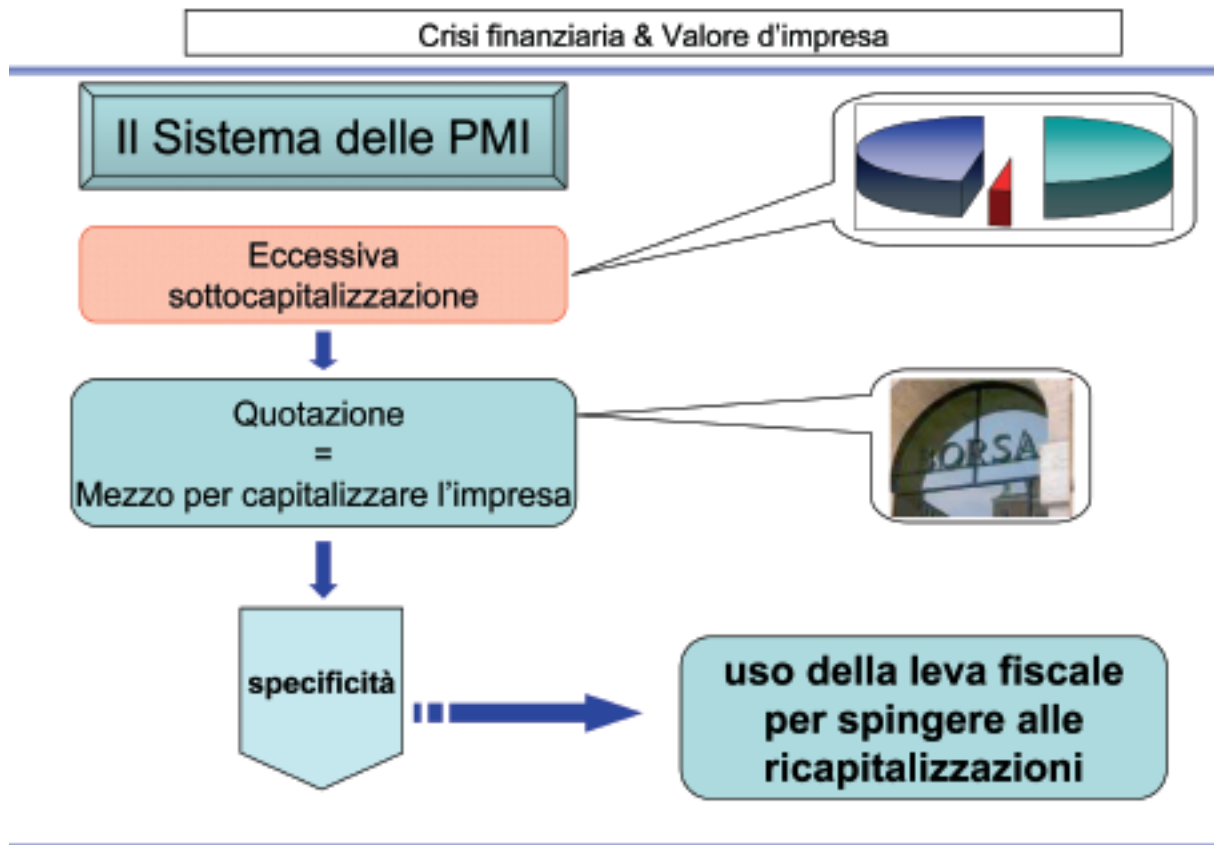 Crisi finanziaria & Valore d'impresa
Il Sistema delle PMI
Eccessiva
sottocapitalizzazione
Quotazione
=
Mezzo per capitalizzare l'impresa
BORSA
specificità
uso della leva fiscale
per spingere alle
ricapitalizzazioni